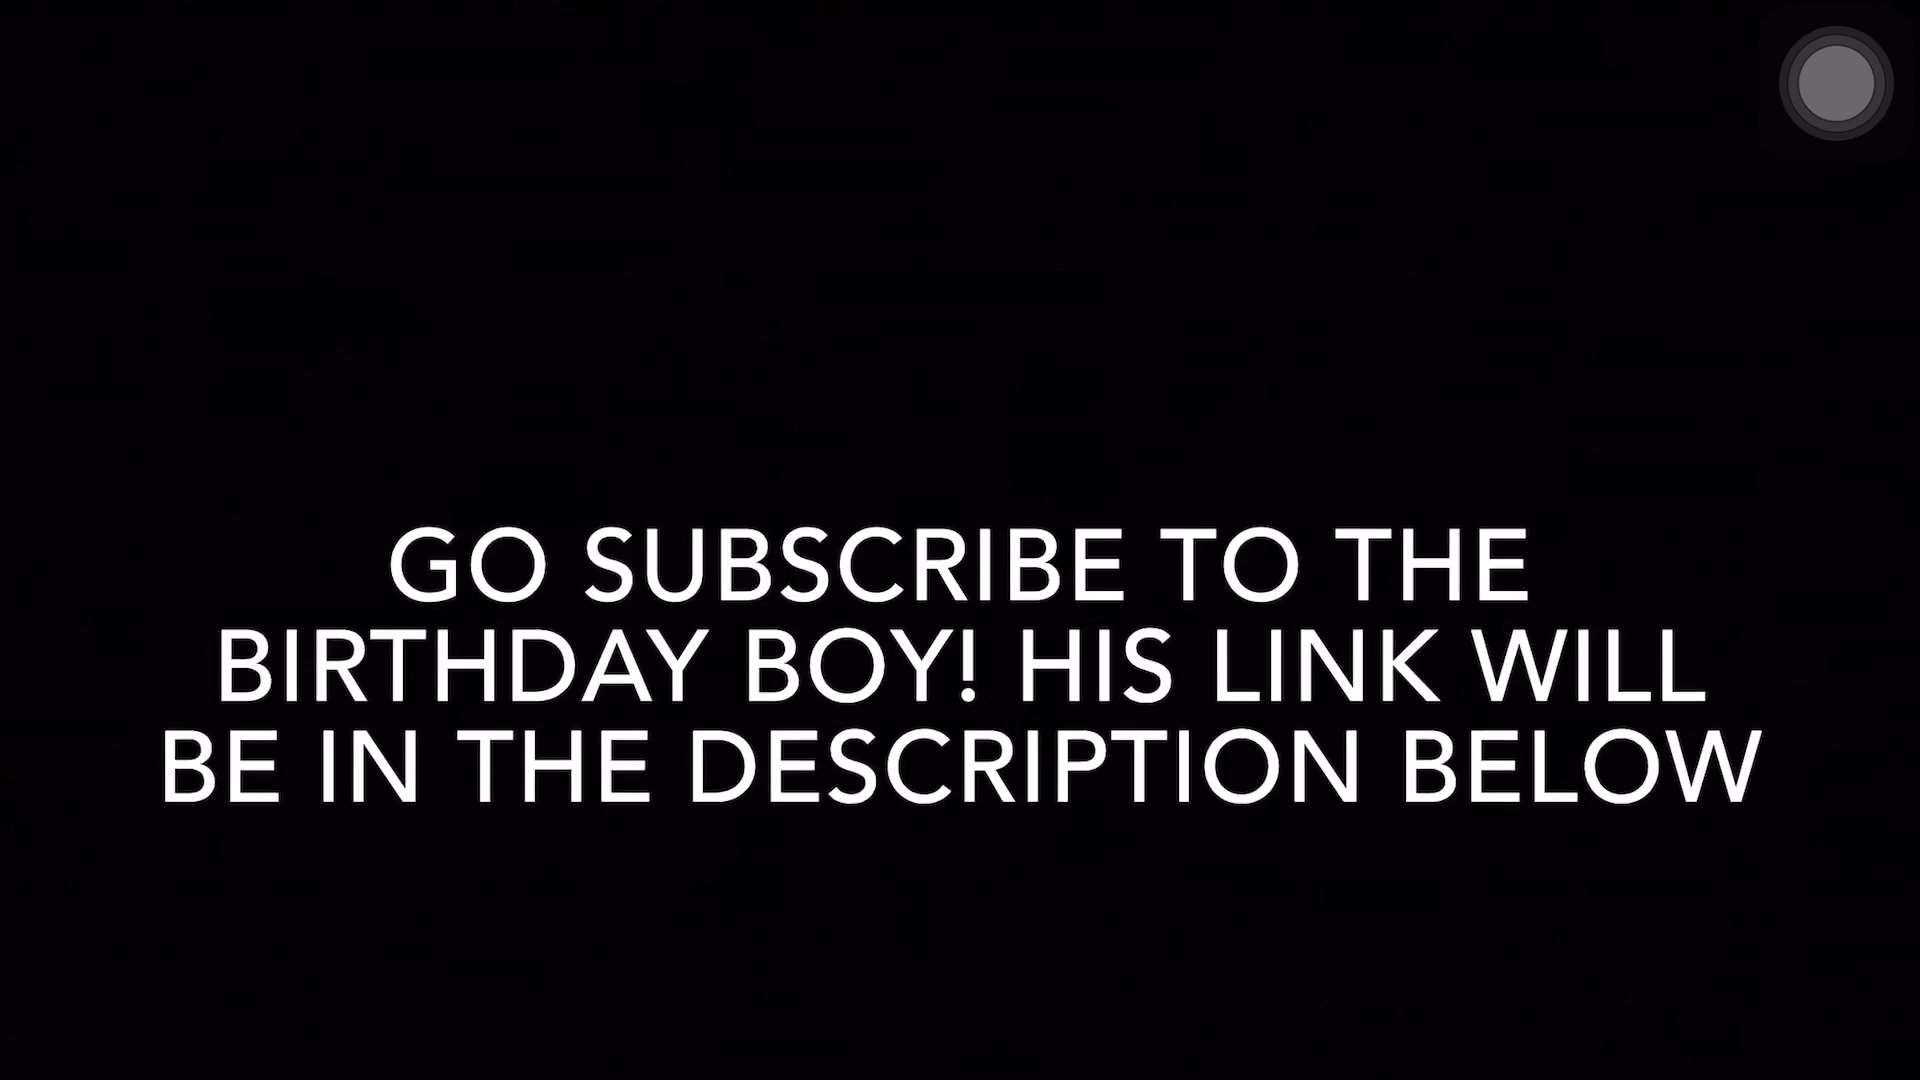 GO SUBSCRIBE TO THE
BIRTHDAY BOY! HIS LINK WILL
BE IN THE DESCRIPTION BELOW